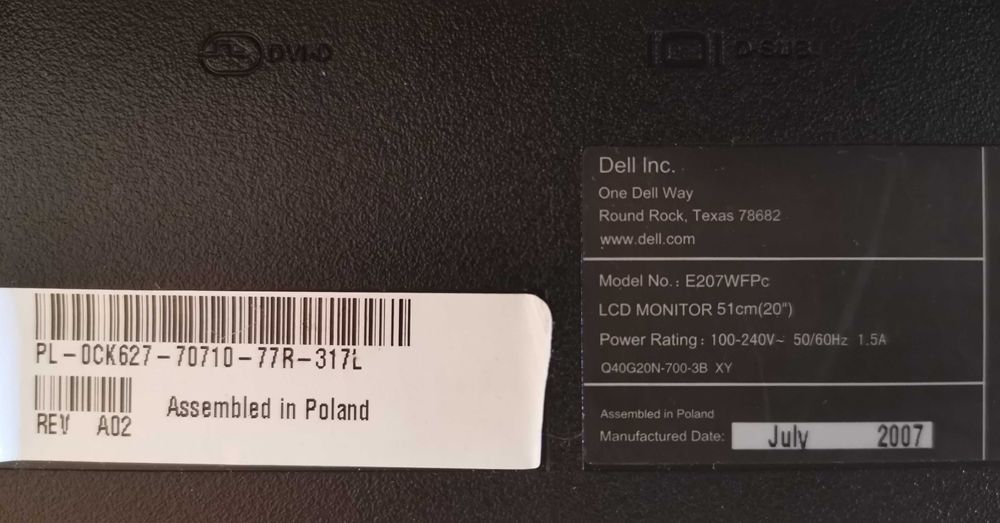 DVI-D
D-SUB
Dell Inc.
One Dell Way
Round Rock, Texas 78682
www.dell.com
Model No.: E207WFPc
LCD MONITOR 51cm(20")
Power Rating: 100-240V~ 50/60Hz 1.5A
Q40G20N-700-3B XY
Assembled in Poland
Manufactured Date: July 2007
PL-0CK627-70710-77R-317L
Assembled in Poland
REV A02